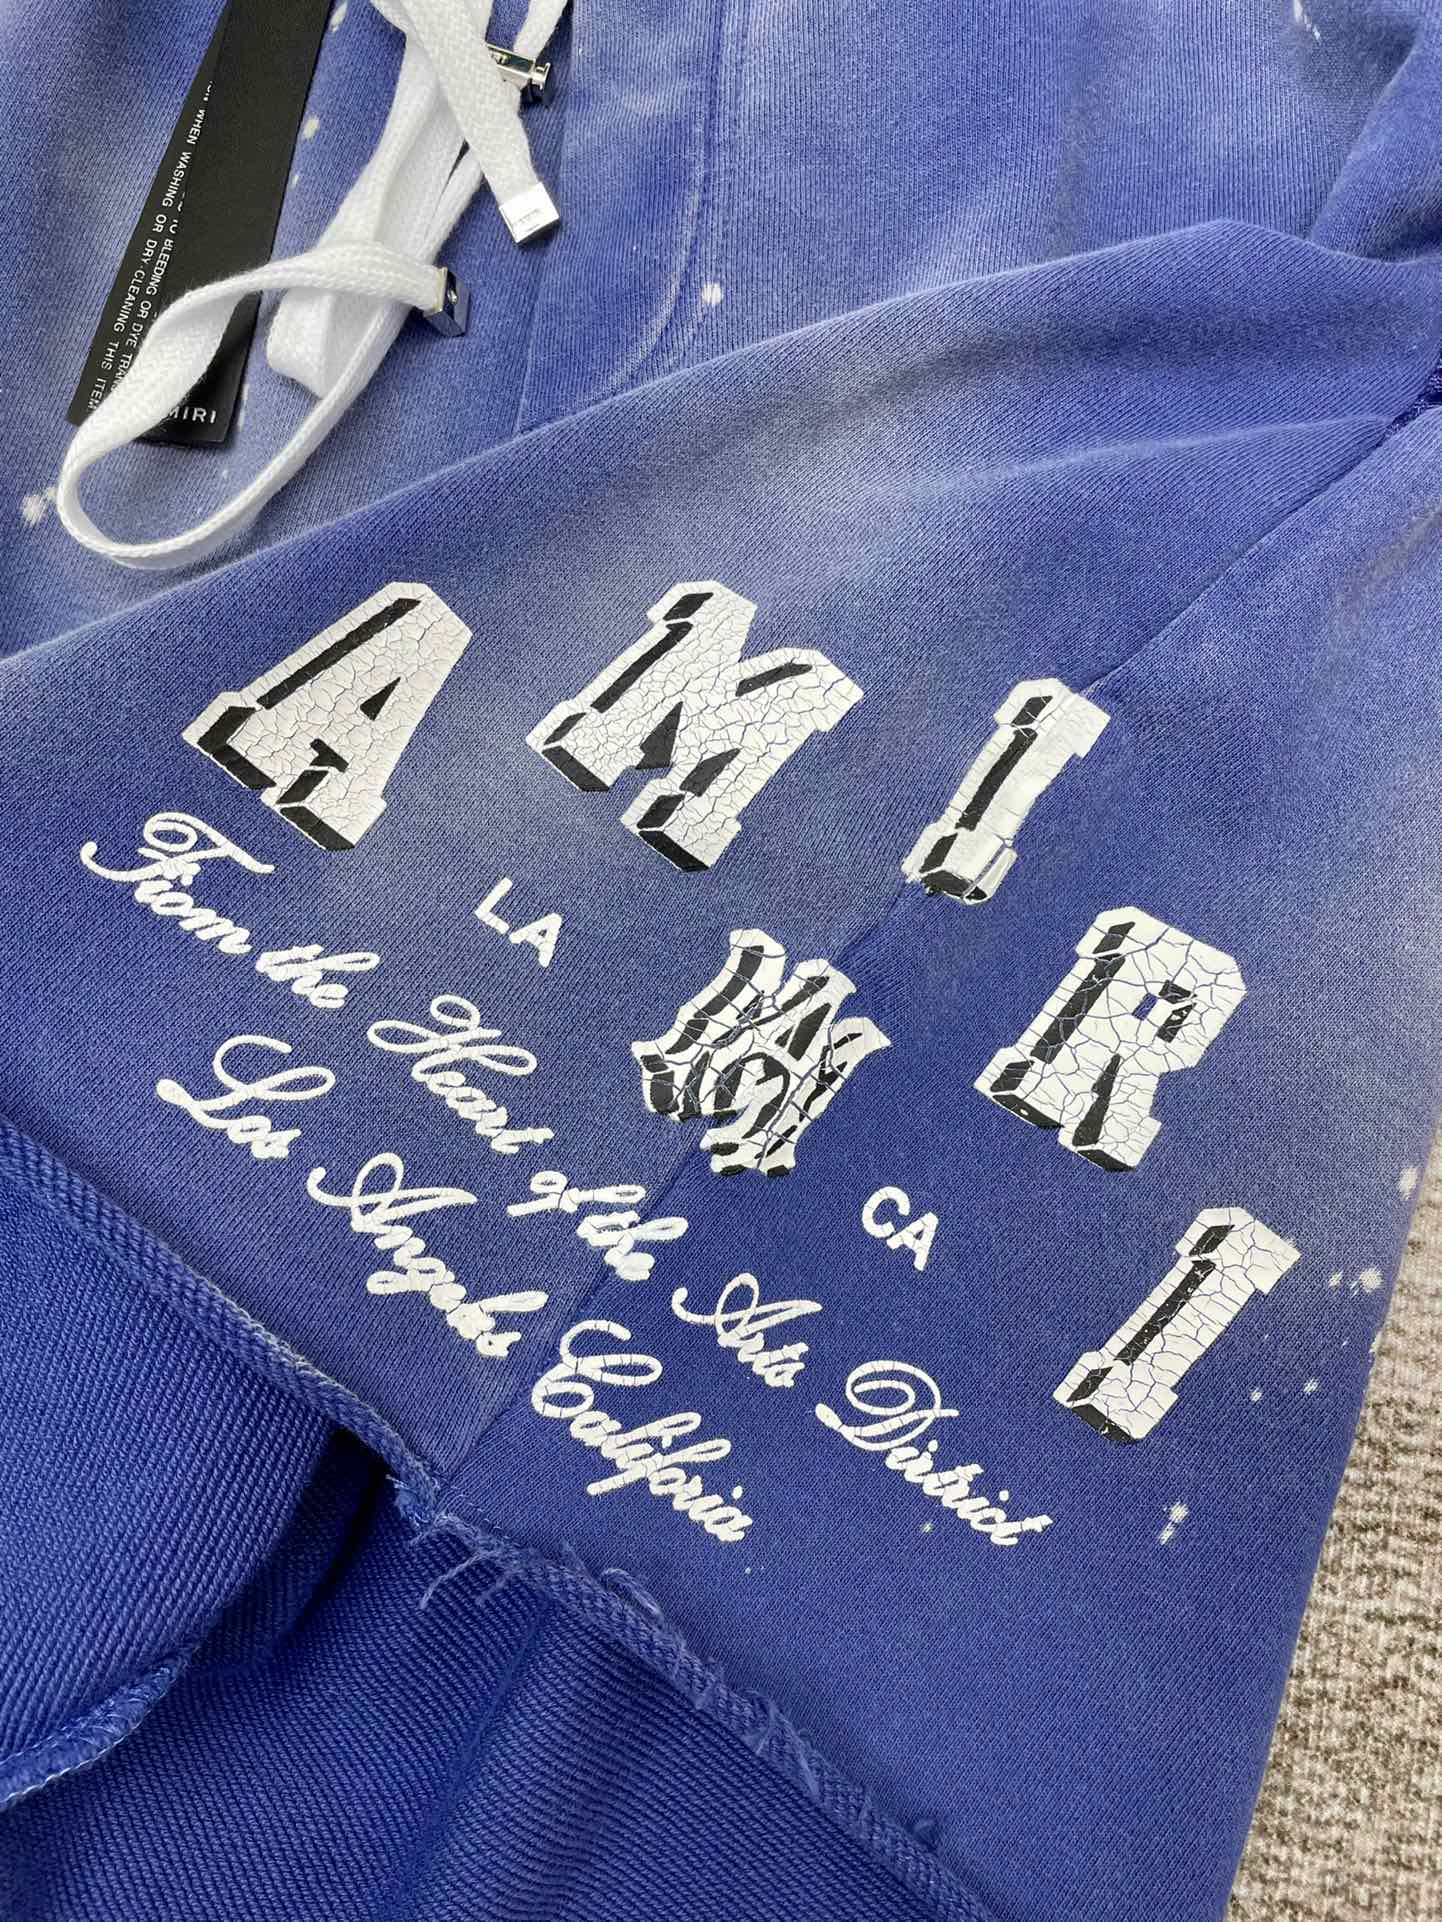 WHEN WASHING OR DRY-CLEANING THIS ITEM
TO BLEEDING OR DYE
MIRI
AMIRI
LA
CA
From the Heart of the Arts District
Los Angeles California